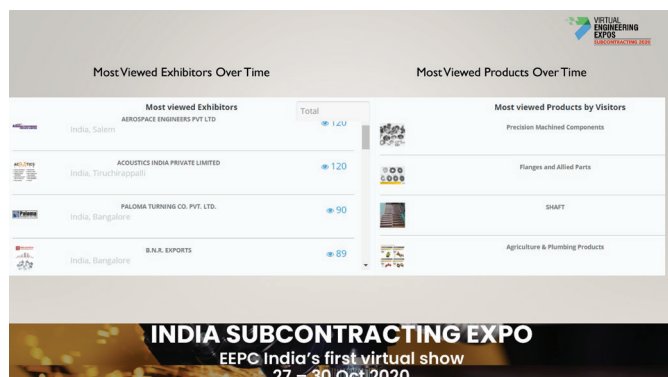 VIRTUAL
ENGINEERING
EXPOS
SUBCONTRACTING 2020
Most Viewed Exhibitors Over Time
Most Viewed Products Over Time
Most viewed Exhibitors
Total
AEROSPACE ENGINEERS PVT LTD
India, Salem
120
ACOUSTICS INDIA PRIVATE LIMITED
India, Tiruchirappalli
120
PALOMA TURNING CO. PVT. LTD.
India, Bangalore
90
Paloma
B.N.R. EXPORTS
India, Bangalore
89
Most viewed Products by Visitors
Precision Machined Components
Flanges and Allied Parts
SHAFT
Agriculture & Plumbing Products
INDIA SUBCONTRACTING EXPO
EEPC India's first virtual show
27 – 30 Oct 2020